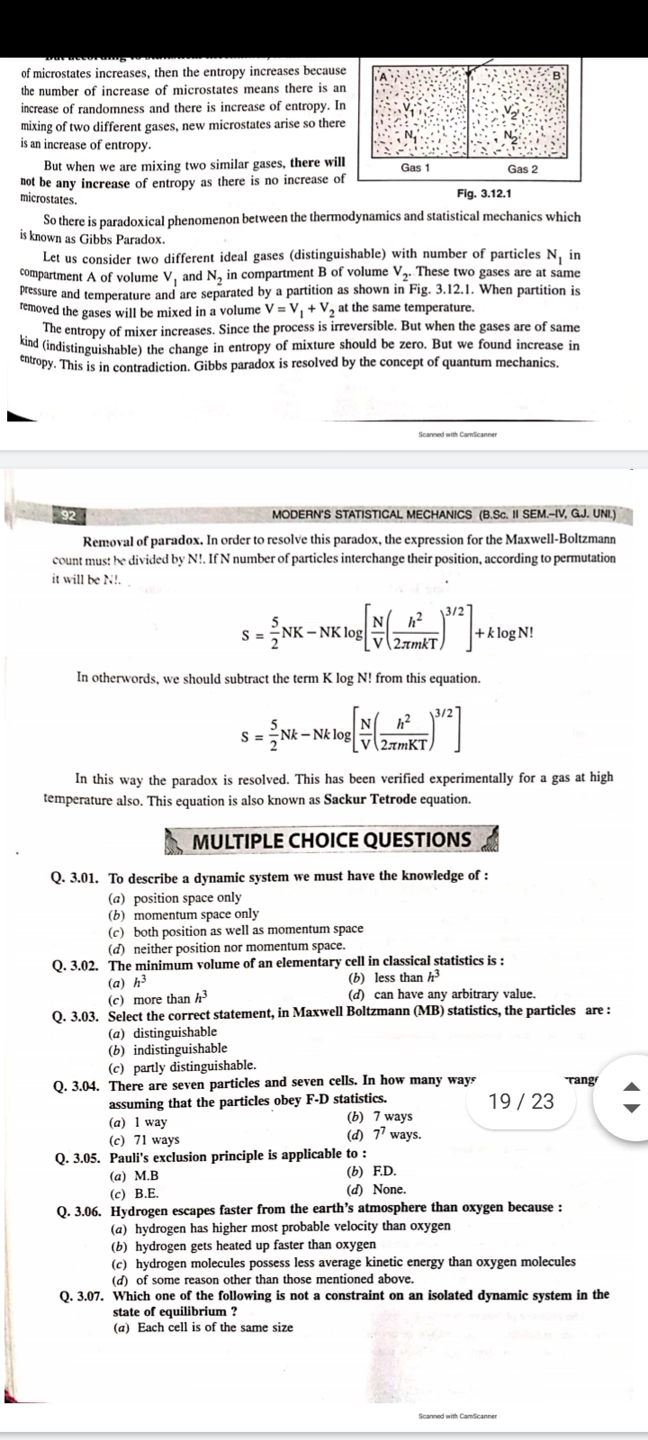 of microstates increases, then the entropy increases because
the number of increase of microstates means there is an
increase of randomness and there is increase of entropy. In
mixing of two different gases, new microstates arise so there
is an increase of entropy.
But when we are mixing two similar gases, there will
not be any increase of entropy as there is no increase of
microstates.
A B
V₁ V₂
N₁ N₂
Gas 1 Gas 2
Fig. 3.12.1
So there is paradoxical phenomenon between the thermodynamics and statistical mechanics which
is known as Gibbs Paradox.
Let us consider two different ideal gases (distinguishable) with number of particles N₁ in
compartment A of volume V₁ and N₂ in compartment B of volume V₂. These two gases are at same
pressure and temperature and are separated by a partition as shown in Fig. 3.12.1. When partition is
removed the gases will be mixed in a volume V = V₁ + V₂ at the same temperature.
The entropy of mixer increases. Since the process is irreversible. But when the gases are of same
kind (indistinguishable) the change in entropy of mixture should be zero. But we found increase in
entropy. This is in contradiction. Gibbs paradox is resolved by the concept of quantum mechanics.
Scanned with CamScanner
92 MODERN'S STATISTICAL MECHANICS (B.Sc. II SEM.–IV, G.J. UNI.)
Removal of paradox. In order to resolve this paradox, the expression for the Maxwell-Boltzmann
count must be divided by N!. If N number of particles interchange their position, according to permutation
it will be N!.
S = 5/2 NK – NK log[N/V (h²/2πmkT)^3/2] + k log N!
In otherwords, we should subtract the term K log N! from this equation.
S = 5/2 Nk – Nk log[N/V (h²/2πmKT)^3/2]
In this way the paradox is resolved. This has been verified experimentally for a gas at high
temperature also. This equation is also known as Sackur Tetrode equation.
MULTIPLE CHOICE QUESTIONS
Q. 3.01. To describe a dynamic system we must have the knowledge of :
(a) position space only
(b) momentum space only
(c) both position as well as momentum space
(d) neither position nor momentum space.
Q. 3.02. The minimum volume of an elementary cell in classical statistics is :
(a) h³ (b) less than h³
(c) more than h³ (d) can have any arbitrary value.
Q. 3.03. Select the correct statement, in Maxwell Boltzmann (MB) statistics, the particles are :
(a) distinguishable
(b) indistinguishable
(c) partly distinguishable.
Q. 3.04. There are seven particles and seven cells. In how many ways
assuming that the particles obey F-D statistics.
19 / 23
(a) 1 way (b) 7 ways
(c) 71 ways (d) 7⁷ ways.
Q. 3.05. Pauli's exclusion principle is applicable to :
(a) M.B (b) F.D.
(c) B.E. (d) None.
Q. 3.06. Hydrogen escapes faster from the earth's atmosphere than oxygen because :
(a) hydrogen has higher most probable velocity than oxygen
(b) hydrogen gets heated up faster than oxygen
(c) hydrogen molecules possess less average kinetic energy than oxygen molecules
(d) of some reason other than those mentioned above.
Q. 3.07. Which one of the following is not a constraint on an isolated dynamic system in the
state of equilibrium ?
(a) Each cell is of the same size
Scanned with CamScanner